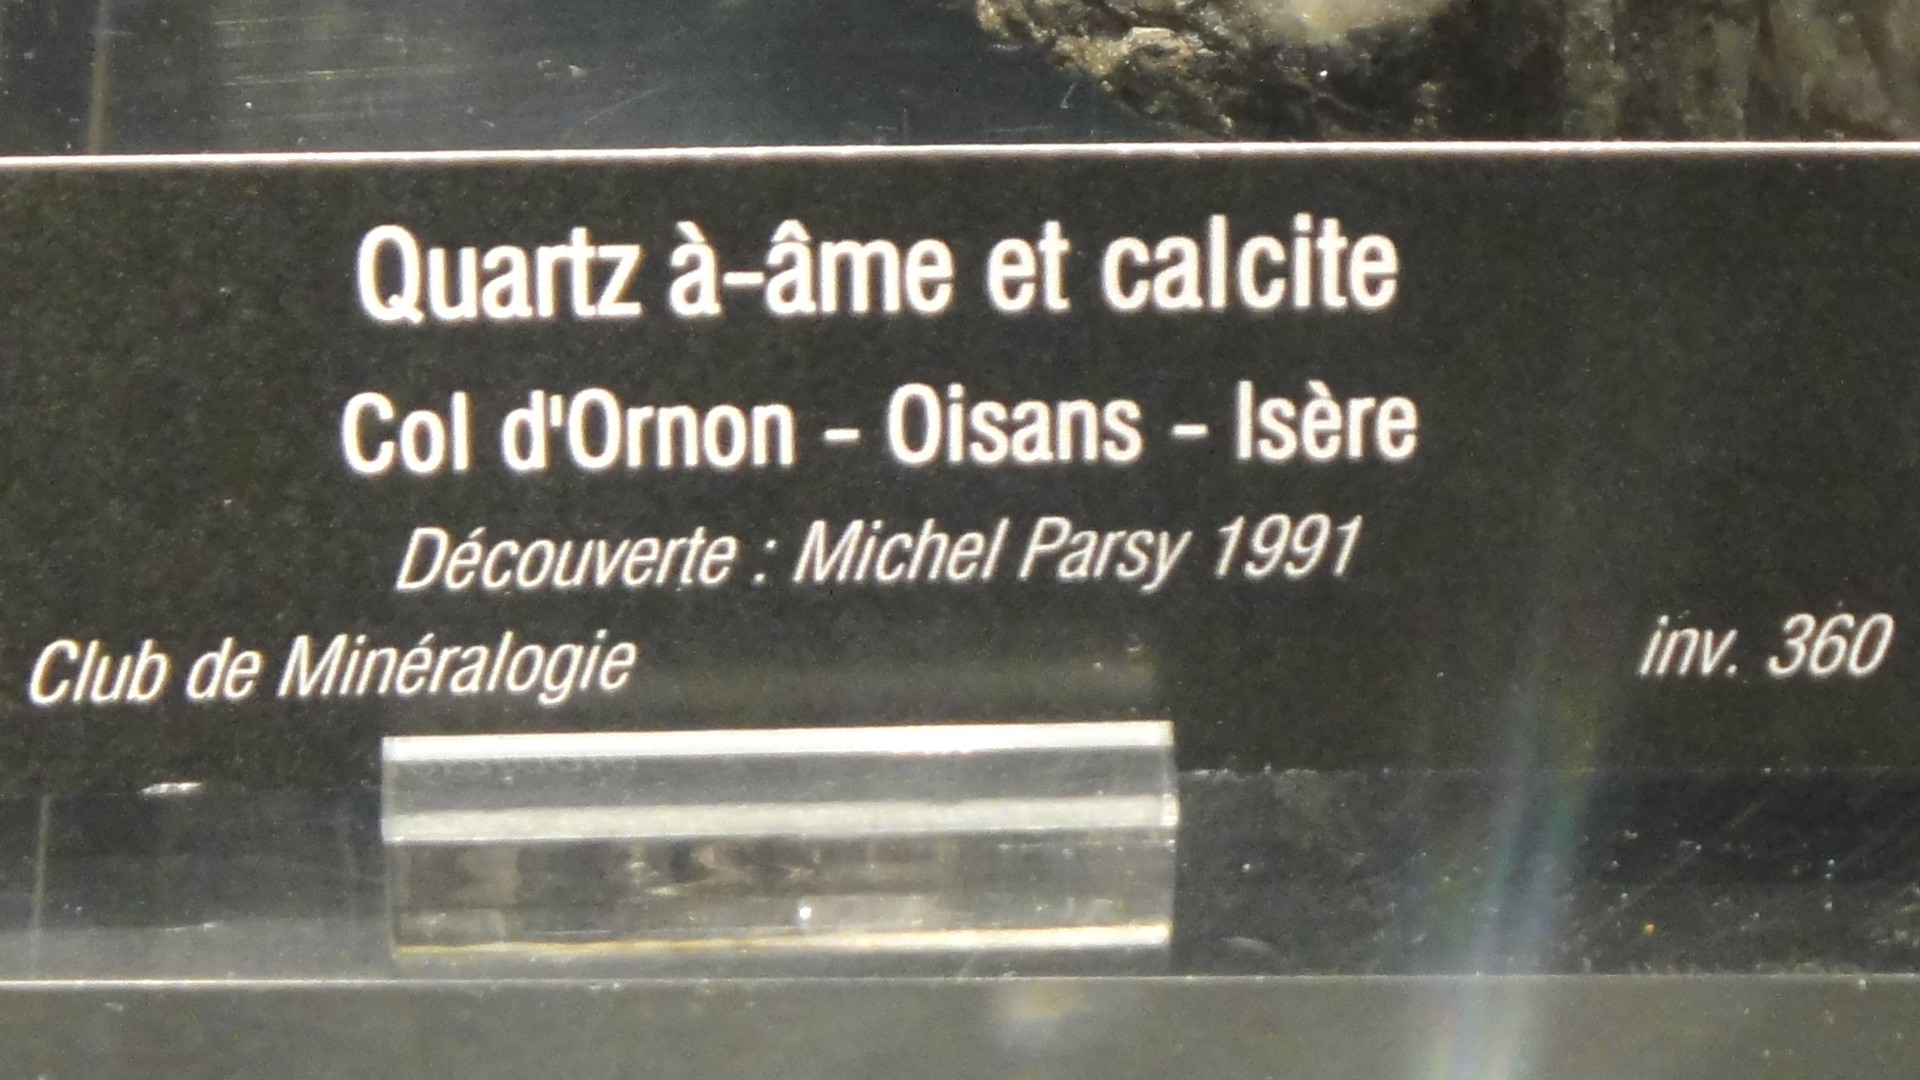 Quartz à-âme et calcite
Col d'Ornon - Oisans - Isère
Découverte : Michel Parsy 1991
Club de Minéralogie
inv. 360